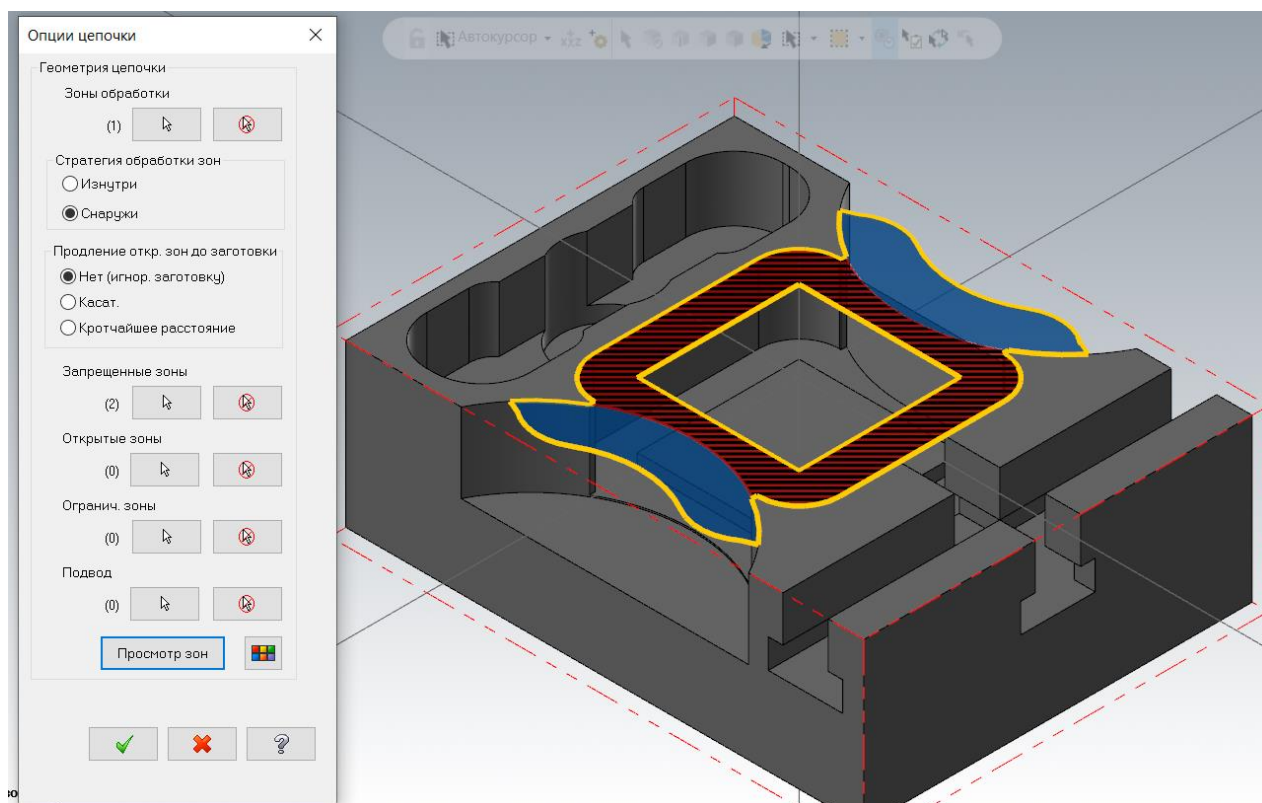 Опции цепочки
Автокурсор
Геометрия цепочки
Зоны обработки
(1)
Стратегия обработки зон
Изнутри
Снаружи
Продление откр. зон до заготовки
Нет (игнор. заготовку)
Касат.
Кротчайшее расстояние
Запрещенные зоны
(2)
Открытые зоны
(0)
Огранич. зоны
(0)
Подвод
(0)
Просмотр зон